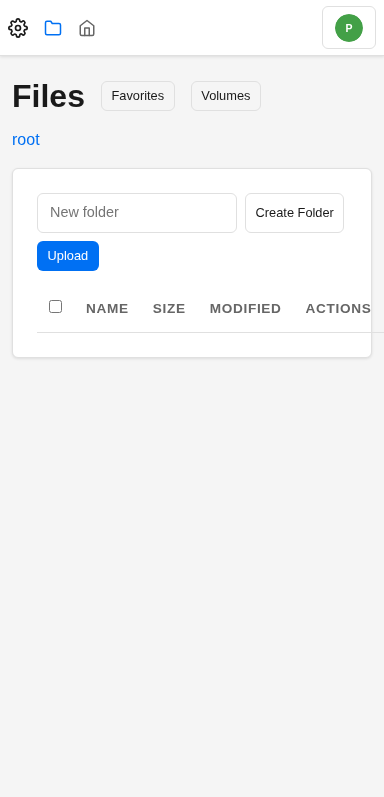 P
Files Favorites Volumes
root
New folder Create Folder
Upload
NAME SIZE MODIFIED ACTIONS